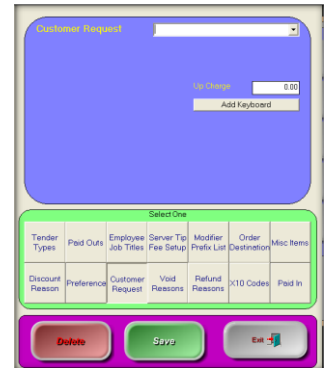 Customer Request
Up Charge 0.00
Add Keyboard
Select One
Tender Types
Paid Outs
Employee Job Titles
Server Tip Fee Setup
Modifier Prefix List
Order Destination
Misc Items
Discount Reason
Preference
Customer Request
Void Reasons
Refund Reasons
X10 Codes
Paid In
Delete
Save
Exit